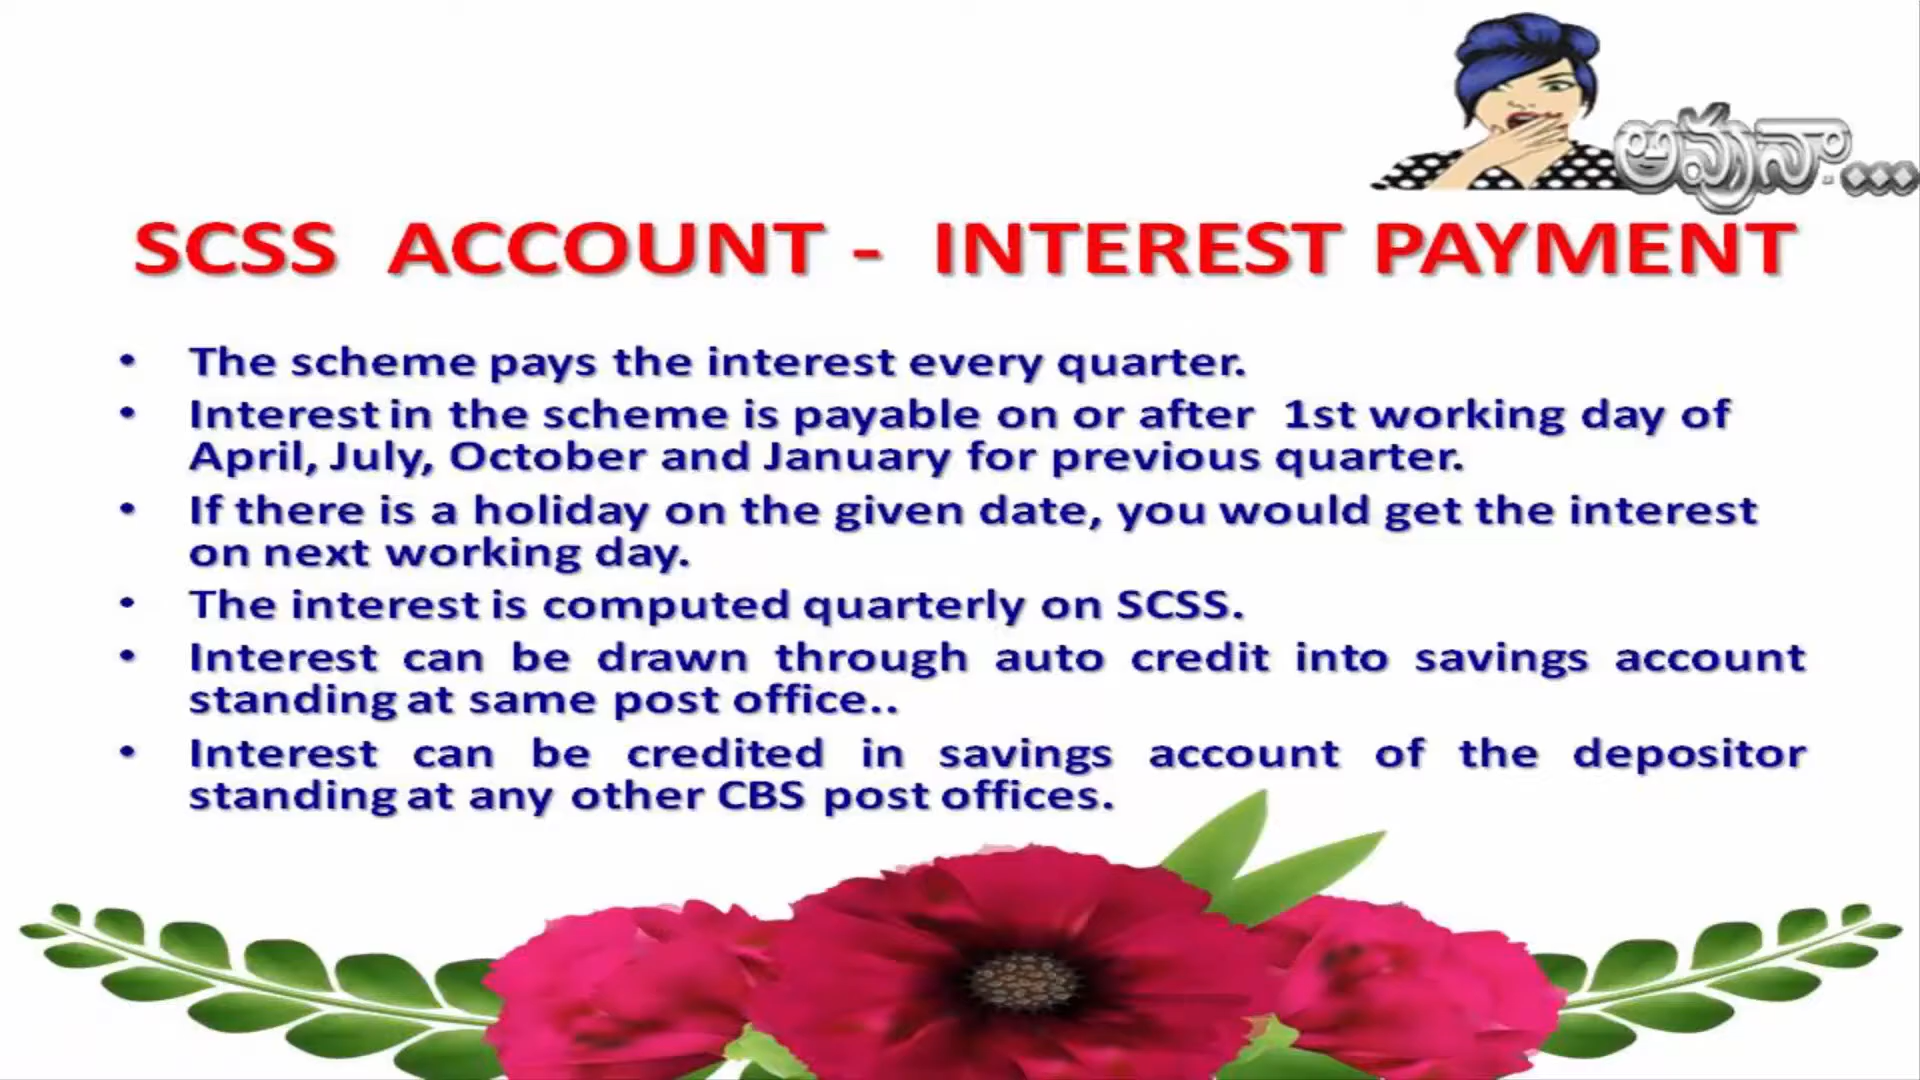 అవునా...
SCSS ACCOUNT - INTEREST PAYMENT
• The scheme pays the interest every quarter.
• Interest in the scheme is payable on or after 1st working day of
April, July, October and January for previous quarter.
• If there is a holiday on the given date, you would get the interest
on next working day.
• The interest is computed quarterly on SCSS.
• Interest can be drawn through auto credit into savings account
standing at same post office..
• Interest can be credited in savings account of the depositor
standing at any other CBS post offices.